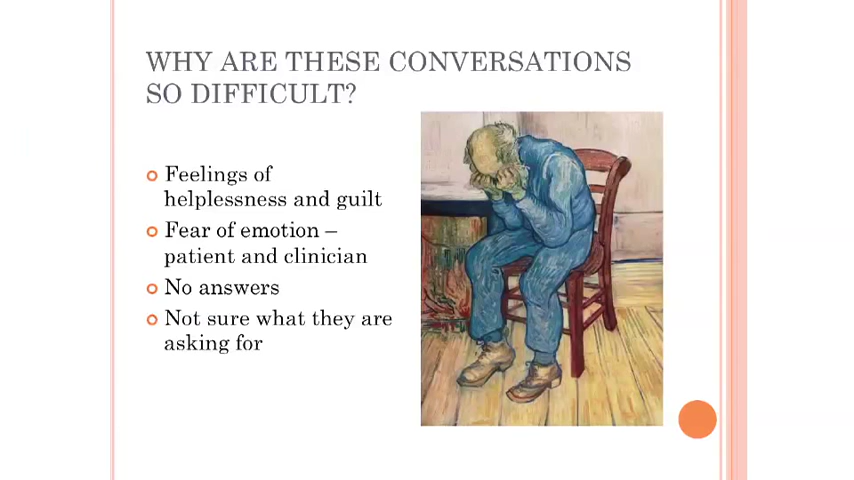 WHY ARE THESE CONVERSATIONS
SO DIFFICULT?
Feelings of
helplessness and guilt
Fear of emotion –
patient and clinician
No answers
Not sure what they are
asking for